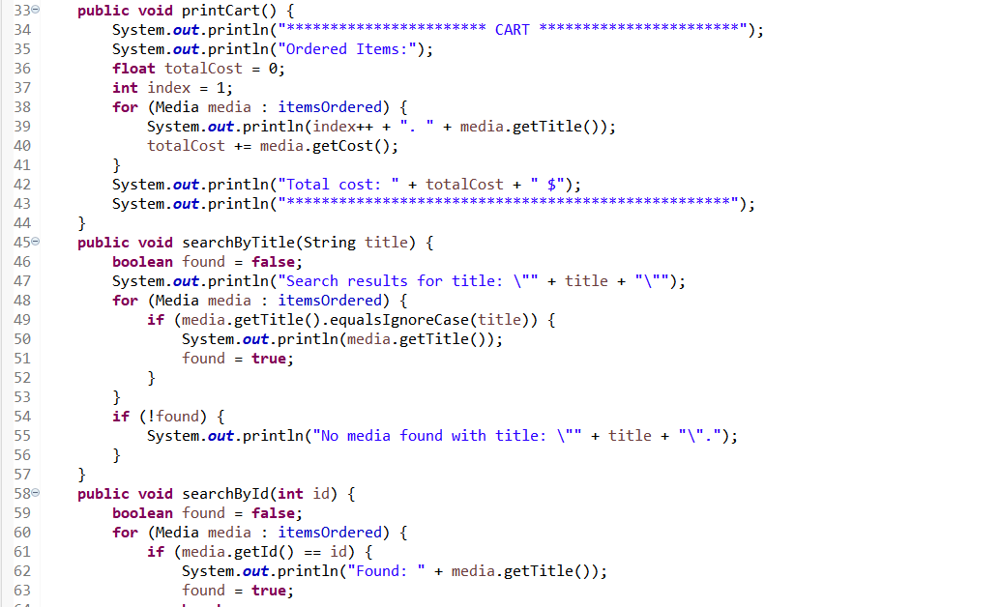 33 public void printCart() {
34 System.out.println("*********************** CART ***********************");
35 System.out.println("Ordered Items:");
36 float totalCost = 0;
37 int index = 1;
38 for (Media media : itemsOrdered) {
39 System.out.println(index++ + ". " + media.getTitle());
40 totalCost += media.getCost();
41 }
42 System.out.println("Total cost: " + totalCost + " $");
43 System.out.println("***************************************************");
44 }
45 public void searchByTitle(String title) {
46 boolean found = false;
47 System.out.println("Search results for title: \"" + title + "\"");
48 for (Media media : itemsOrdered) {
49 if (media.getTitle().equalsIgnoreCase(title)) {
50 System.out.println(media.getTitle());
51 found = true;
52 }
53 }
54 if (!found) {
55 System.out.println("No media found with title: \"" + title + "\".");
56 }
57 }
58 public void searchById(int id) {
59 boolean found = false;
60 for (Media media : itemsOrdered) {
61 if (media.getId() == id) {
62 System.out.println("Found: " + media.getTitle());
63 found = true;